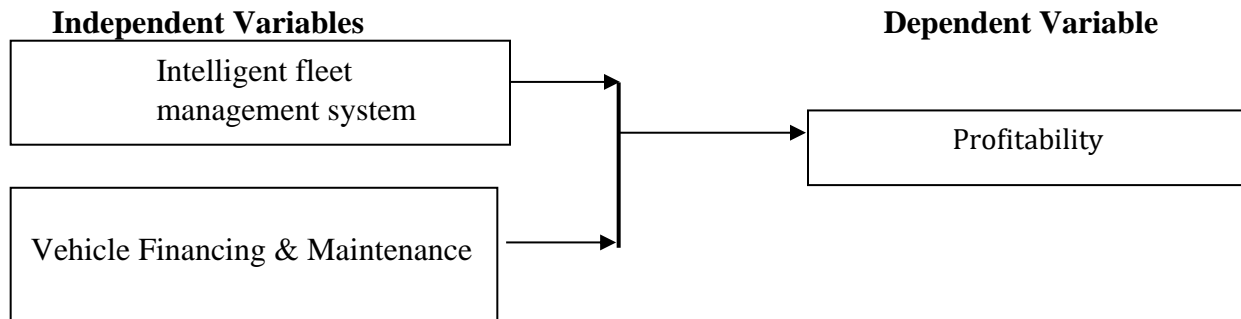 Independent Variables
Dependent Variable
Intelligent fleet
management system
Profitability
Vehicle Financing & Maintenance